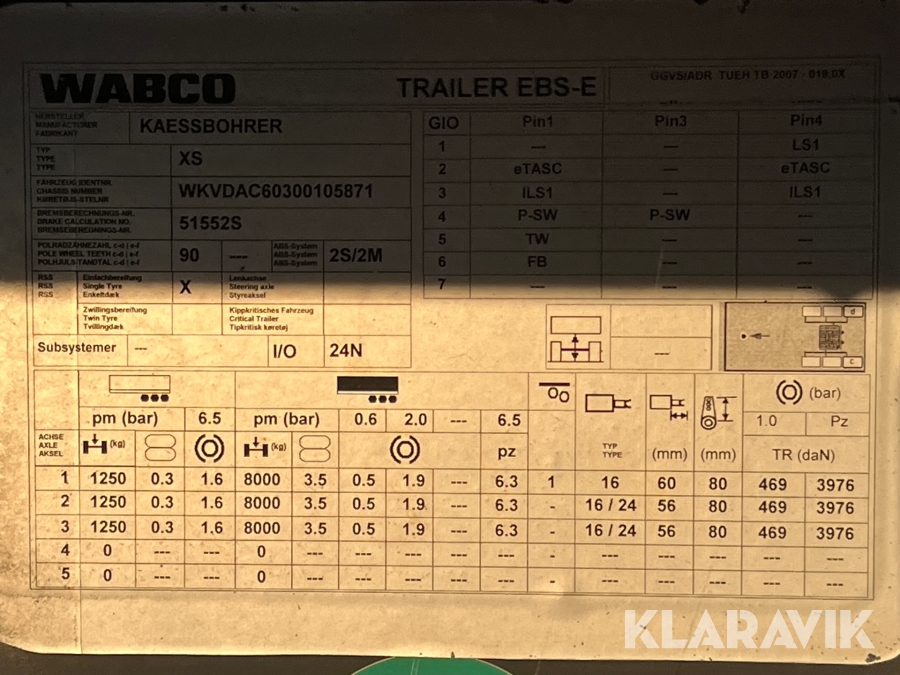 WABCO TRAILER EBS-E GGVS/ADR TUEH TB 2007 - 019.0X
HERSTELLER
MANUFACTURER
FABRIKANT
KAESSBOHRER
TYP
TYPE
TYPE
XS
FAHRZEUG IDENTNR.
CHASSIS NUMBER
KØRETØJS-STELNR
WKVDAC60300105871
BREMSBERECHNUNGS-NR.
BRAKE CALCULATION NO.
BREMSEBEREGNINGS-NR.
51552S
POLRADZÄHNEZAHL c-d | e-f
POLE WHEEL TEETH c-d | e-f
POLHJULS-TANDTAL c-d | e-f
90 ---
ABS-System
ABS-System
ABS-System
2S/2M
RSS
RSS
RSS
Einfachbereifung
Single Tyre
Enkeltdæk
X
Lenkachse
Steering axle
Styreaksel
Zwillingsbereifung
Twin Tyre
Tvillingdæk
Kippkritisches Fahrzeug
Critical Trailer
Tipkritisk køretøj
Subsystemer --- I/O 24N
GIO Pin1 Pin3 Pin4
1 --- --- LS1
2 eTASC --- eTASC
3 ILS1 --- ILS1
4 P-SW P-SW ---
5 TW --- ---
6 FB --- ---
7 --- --- ---
---
d
c
pm (bar) 6.5 pm (bar) 0.6 2.0 --- 6.5
(bar)
1.0 Pz
ACHSE
AXLE
AKSEL
(kg) (kg) pz
TYP
TYPE
(mm) (mm) TR (daN)
1 1250 0.3 1.6 8000 3.5 0.5 1.9 --- 6.3 1 16 60 80 469 3976
2 1250 0.3 1.6 8000 3.5 0.5 1.9 --- 6.3 - 16 / 24 56 80 469 3976
3 1250 0.3 1.6 8000 3.5 0.5 1.9 --- 6.3 - 16 / 24 56 80 469 3976
4 0 --- --- 0 --- --- --- --- --- - --- --- --- --- ---
5 0 --- --- 0 --- --- --- --- --- - --- --- --- --- ---
KLARAVIK